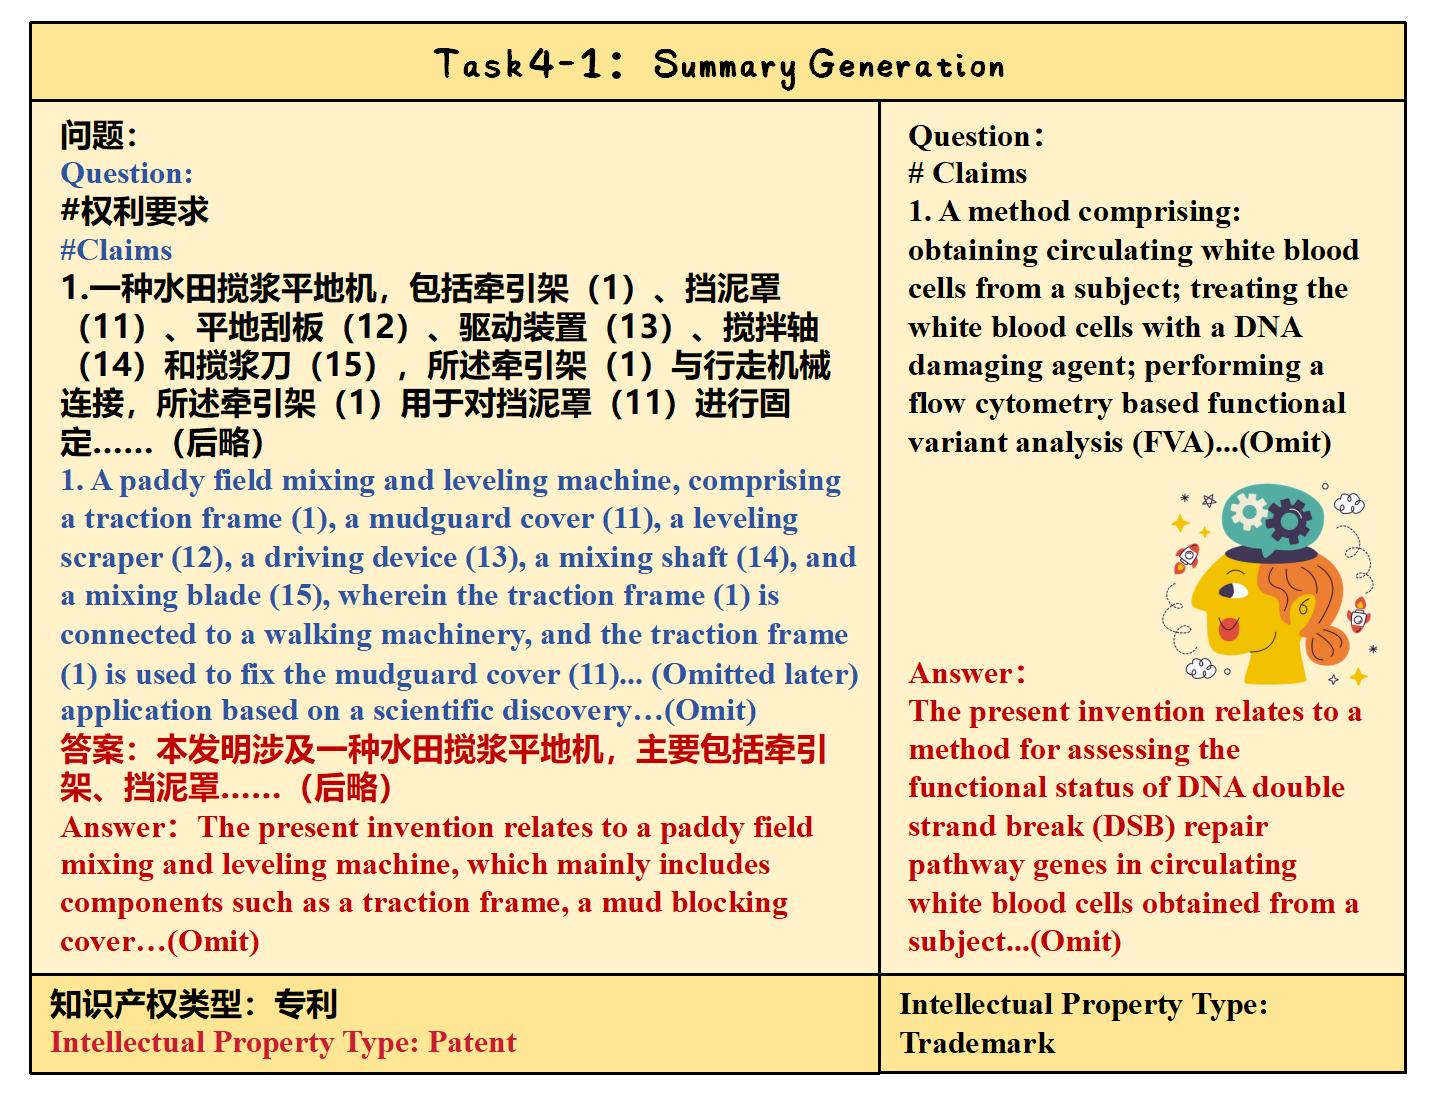 Task4-1：Summary Generation
问题：
Question:
#权利要求
#Claims
1.一种水田搅浆平地机，包括牵引架（1）、挡泥罩
（11）、平地刮板（12）、驱动装置（13）、搅拌轴
（14）和搅浆刀（15），所述牵引架（1）与行走机械
连接，所述牵引架（1）用于对挡泥罩（11）进行固
定……（后略）
1. A paddy field mixing and leveling machine, comprising
a traction frame (1), a mudguard cover (11), a leveling
scraper (12), a driving device (13), a mixing shaft (14), and
a mixing blade (15), wherein the traction frame (1) is
connected to a walking machinery, and the traction frame
(1) is used to fix the mudguard cover (11)... (Omitted later)
application based on a scientific discovery…(Omit)
答案：本发明涉及一种水田搅浆平地机，主要包括牵引
架、挡泥罩……（后略）
Answer：The present invention relates to a paddy field
mixing and leveling machine, which mainly includes
components such as a traction frame, a mud blocking
cover…(Omit)
知识产权类型：专利
Intellectual Property Type: Patent
Question：
# Claims
1. A method comprising:
obtaining circulating white blood
cells from a subject; treating the
white blood cells with a DNA
damaging agent; performing a
flow cytometry based functional
variant analysis (FVA)...(Omit)
Answer：
The present invention relates to a
method for assessing the
functional status of DNA double
strand break (DSB) repair
pathway genes in circulating
white blood cells obtained from a
subject...(Omit)
Intellectual Property Type:
Trademark